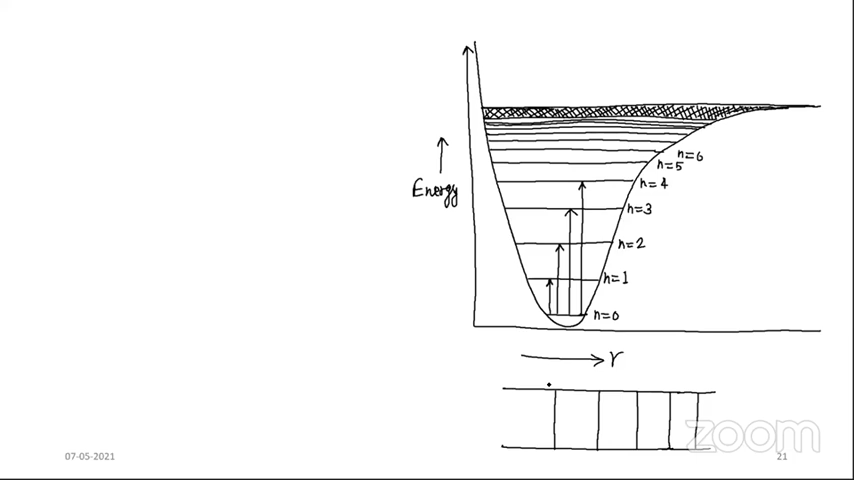 Energy
n=6
n=5
n=4
n=3
n=2
n=1
n=0
r
zoom
07-05-2021
21